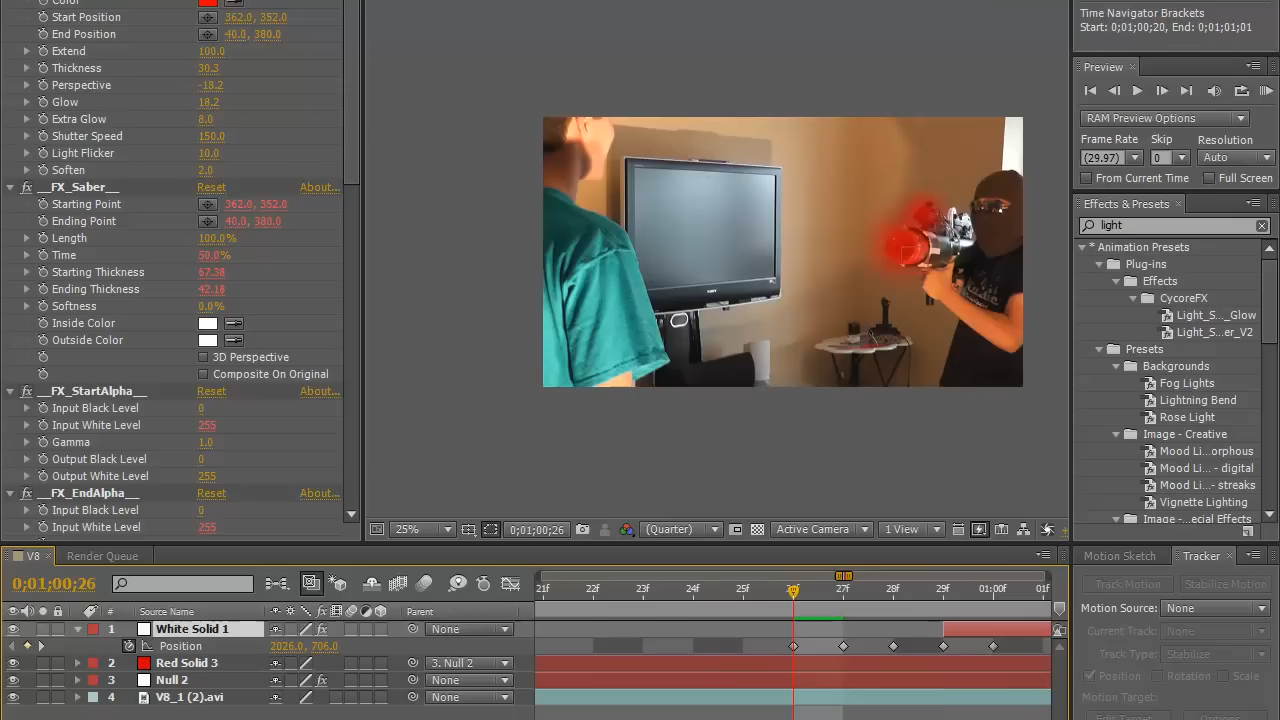 Color
Start Position 362.0, 352.0
End Position 40.0, 380.0
Extend 100.0
Thickness 30.3
Perspective -18.2
Glow 18.2
Extra Glow 8.0
Shutter Speed 150.0
Light Flicker 10.0
Soften 2.0
__FX_Saber__ Reset About...
Starting Point 362.0, 352.0
Ending Point 40.0, 380.0
Length 100.0%
Time 50.0%
Starting Thickness 67.38
Ending Thickness 42.18
Softness 0.0%
Inside Color
Outside Color
3D Perspective
Composite On Original
__FX_StartAlpha__ Reset About...
Input Black Level 0
Input White Level 255
Gamma 1.0
Output Black Level 0
Output White Level 255
__FX_EndAlpha__ Reset About...
Input Black Level 0
Input White Level 255
SONY
25% 0;01;00;26 (Quarter) Active Camera 1 View
Time Navigator Brackets
Start: 0;01;00;20, End: 0;01;01;01
Preview
RAM Preview Options
Frame Rate Skip Resolution
(29.97) 0 Auto
From Current Time Full Screen
Effects & Presets
light
* Animation Presets
Plug-ins
Effects
CycoreFX
Light_S..._Glow
Light_S...er_V2
Presets
Backgrounds
Fog Lights
Lightning Bend
Rose Light
Image - Creative
Mood Li...orphous
Mood Li... - digital
Mood Li...- streaks
Vignette Lighting
Image -...ecial Effects
V8 Render Queue
0;01;00;26
# Source Name Parent
21f 22f 23f 24f 25f 27f 28f 29f 01:00f 01f
1 White Solid 1 None
Position 2026.0, 706.0
2 Red Solid 3 3. Null 2
3 Null 2 None
4 V8_1 (2).avi None
Motion Sketch Tracker
Track Motion Stabilize Motion
Motion Source: None
Current Track: None
Track Type: Stabilize
Position Rotation Scale
Motion Target:
Edit Target... Options...